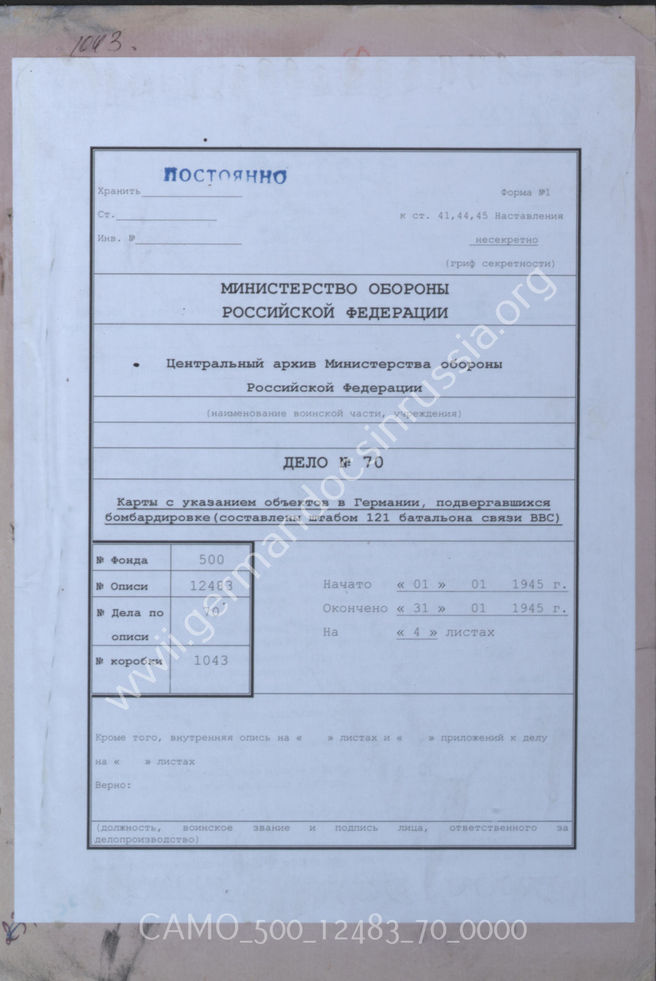 1043.
ПОСТОЯННО
Хранить
Форма №1
Ст.
к ст. 41,44,45 Наставления
Инв. №
несекретно
(гриф секретности)
МИНИСТЕРСТВО ОБОРОНЫ
РОССИЙСКОЙ ФЕДЕРАЦИИ
Центральный архив Министерства обороны
Российской Федерации
(наименование воинской части, учреждения)
ДЕЛО № 70
Карты с указанием объектов в Германии, подвергавшихся
бомбардировке(составлены штабом 121 батальона связи ВВС)
№ Фонда 500
№ Описи 12483
№ Дела по 70
описи
№ коробки 1043
Начато « 01 » 01 1945 г.
Окончено « 31 » 01 1945 г.
На « 4 » листах
Кроме того, внутренняя опись на « » листах и « » приложений к делу
на « » листах
Верно:
(должность, воинское звание и подпись лица, ответственного за
делопроизводство)
www.germandocsinrussia.org
CAMO_500_12483_70_0000